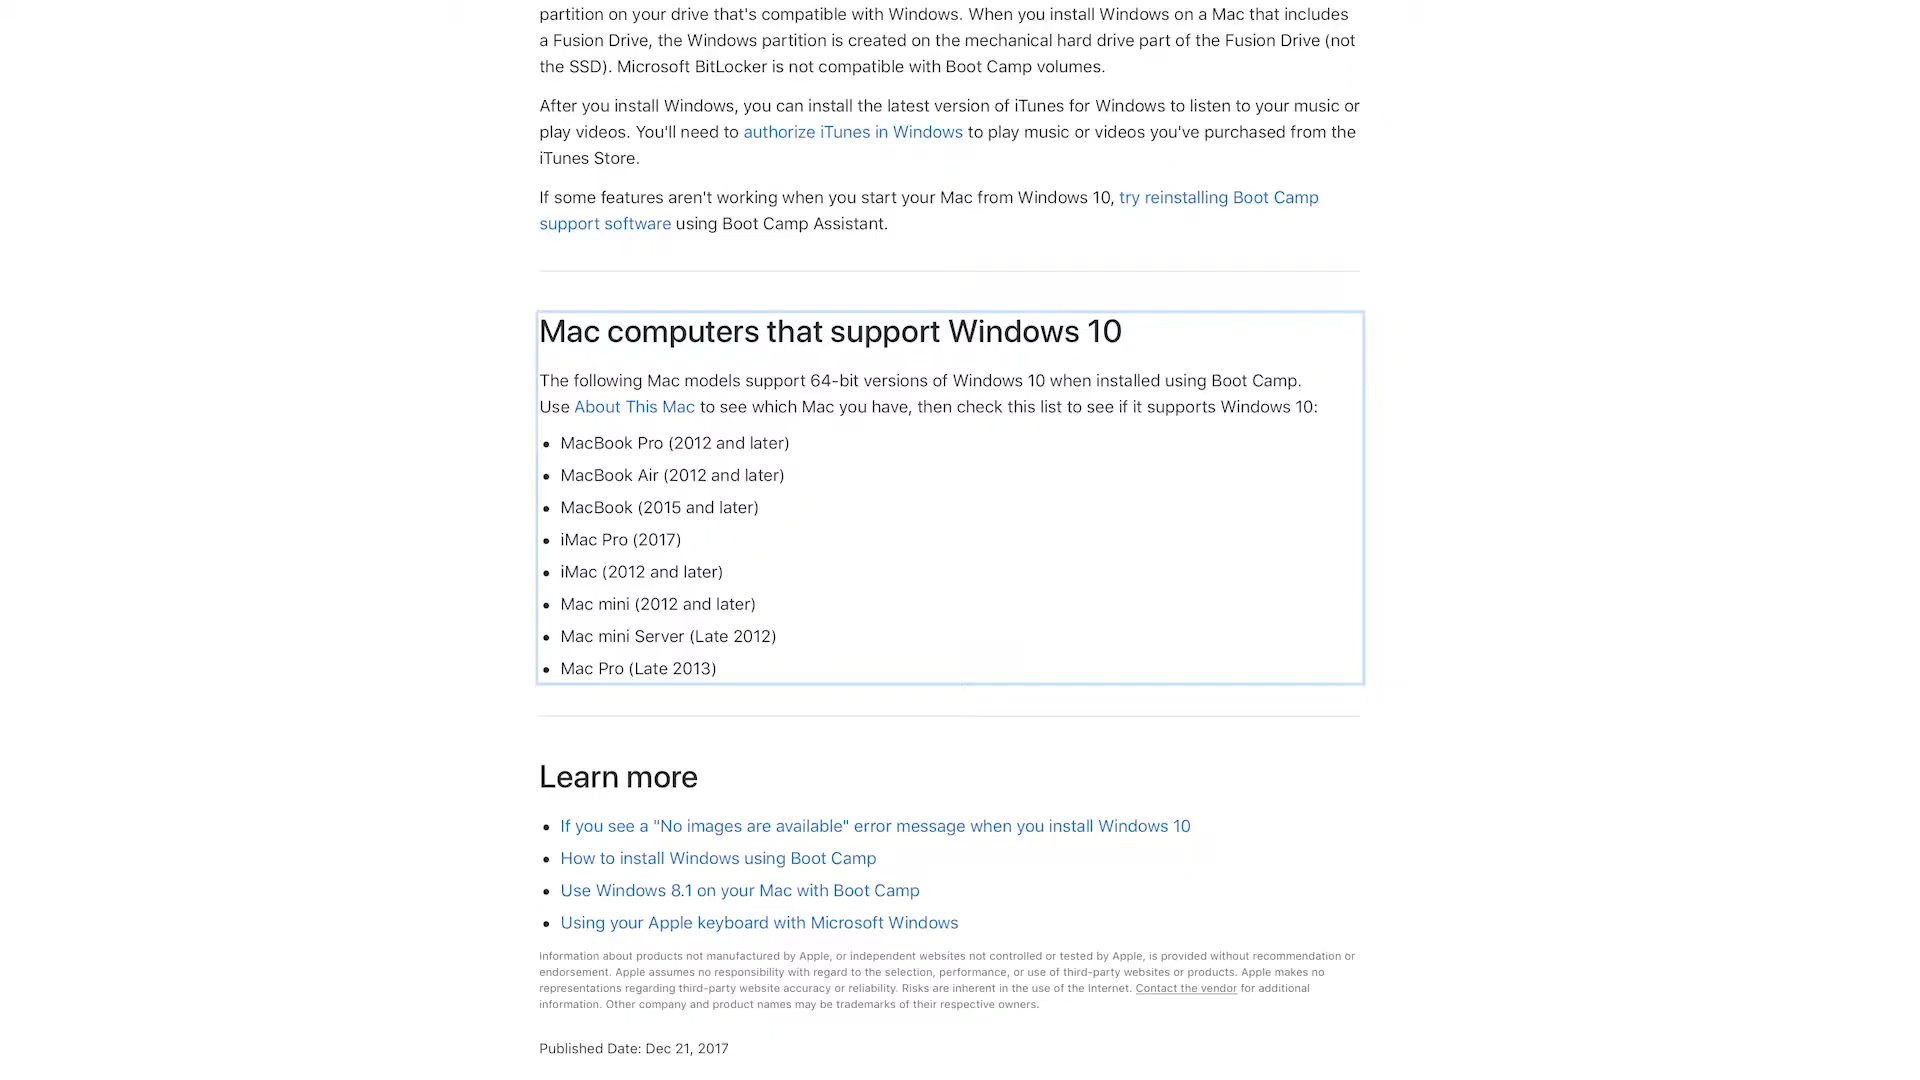 partition on your drive that's compatible with Windows. When you install Windows on a Mac that includes
a Fusion Drive, the Windows partition is created on the mechanical hard drive part of the Fusion Drive (not
the SSD). Microsoft BitLocker is not compatible with Boot Camp volumes.
After you install Windows, you can install the latest version of iTunes for Windows to listen to your music or
play videos. You'll need to authorize iTunes in Windows to play music or videos you've purchased from the
iTunes Store.
If some features aren't working when you start your Mac from Windows 10, try reinstalling Boot Camp
support software using Boot Camp Assistant.
Mac computers that support Windows 10
The following Mac models support 64-bit versions of Windows 10 when installed using Boot Camp.
Use About This Mac to see which Mac you have, then check this list to see if it supports Windows 10:
• MacBook Pro (2012 and later)
• MacBook Air (2012 and later)
• MacBook (2015 and later)
• iMac Pro (2017)
• iMac (2012 and later)
• Mac mini (2012 and later)
• Mac mini Server (Late 2012)
• Mac Pro (Late 2013)
Learn more
• If you see a "No images are available" error message when you install Windows 10
• How to install Windows using Boot Camp
• Use Windows 8.1 on your Mac with Boot Camp
• Using your Apple keyboard with Microsoft Windows
Information about products not manufactured by Apple, or independent websites not controlled or tested by Apple, is provided without recommendation or
endorsement. Apple assumes no responsibility with regard to the selection, performance, or use of third-party websites or products. Apple makes no
representations regarding third-party website accuracy or reliability. Risks are inherent in the use of the Internet. Contact the vendor for additional
information. Other company and product names may be trademarks of their respective owners.
Published Date: Dec 21, 2017